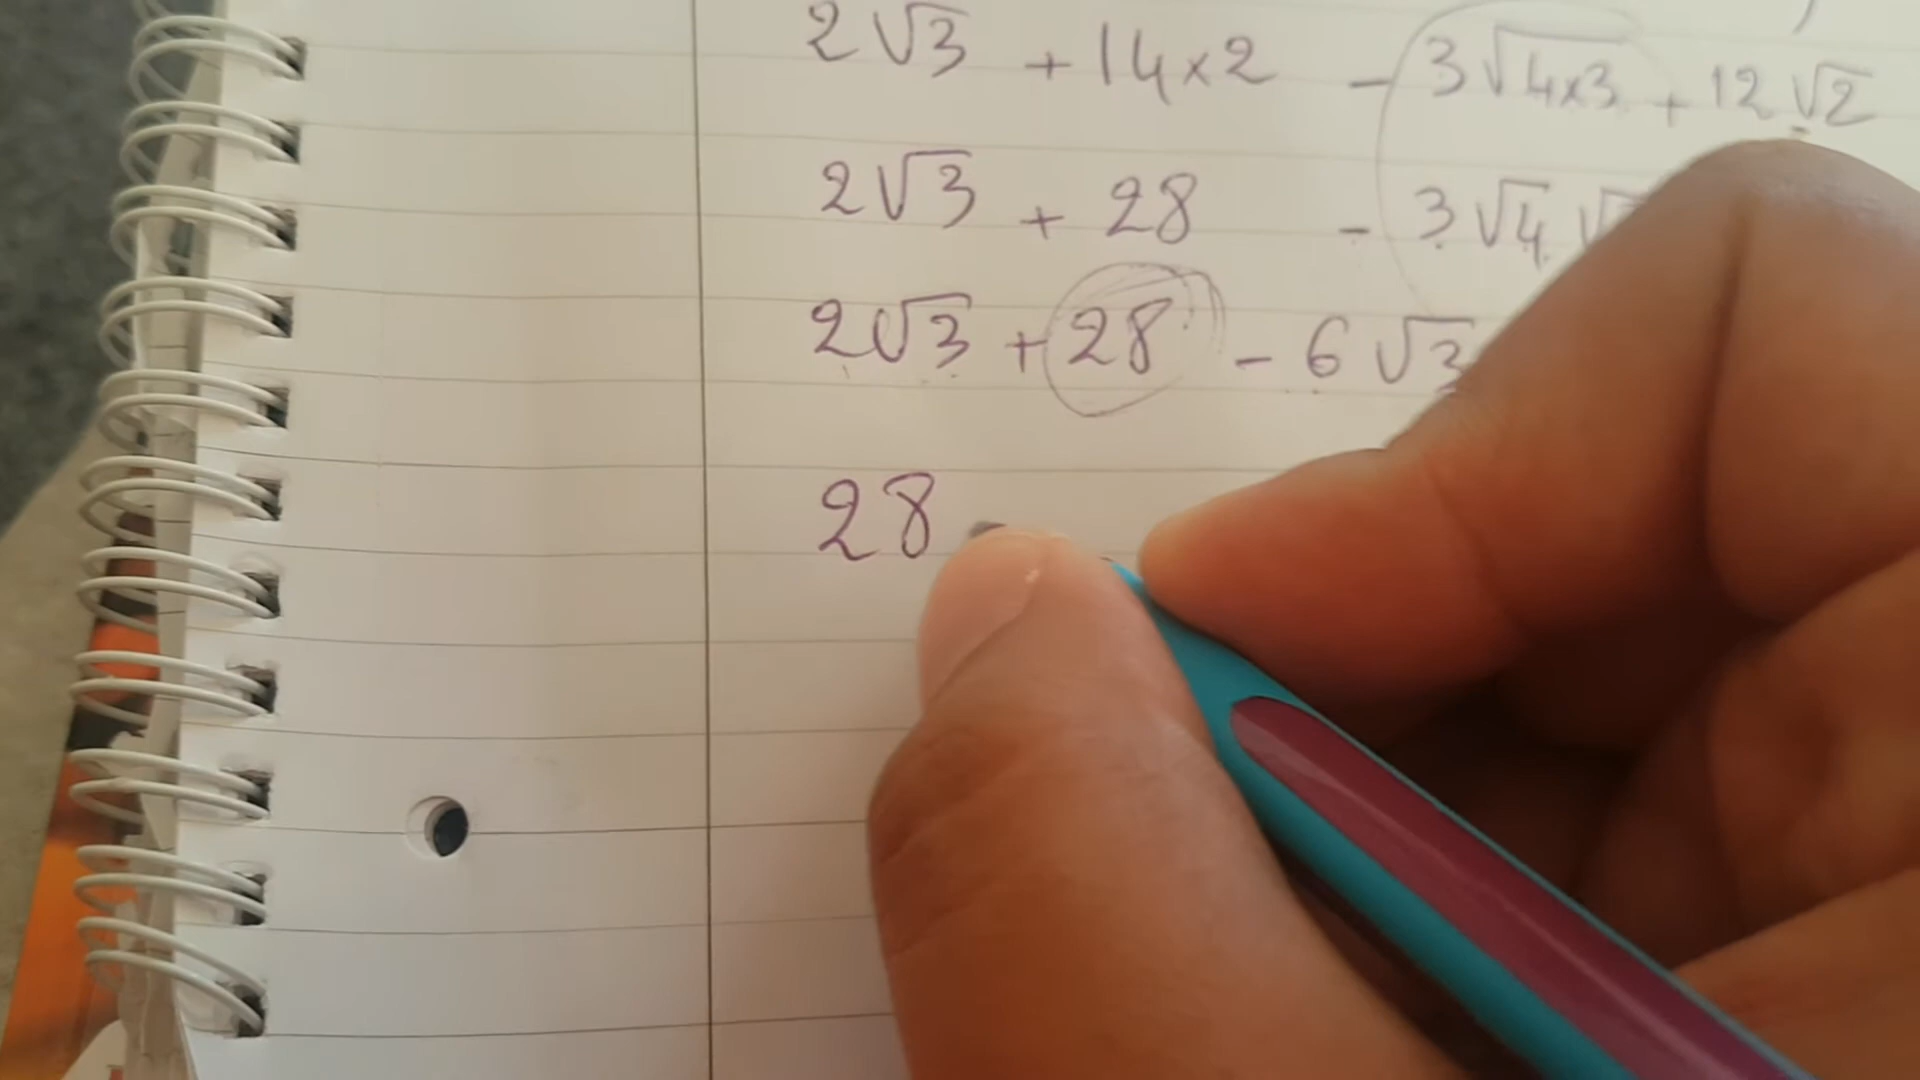 2√3 + 14×2 - 3√4×3 + 12√2
2√3 + 28 - 3√4 √
2√3 + 28 - 6√3
28 -